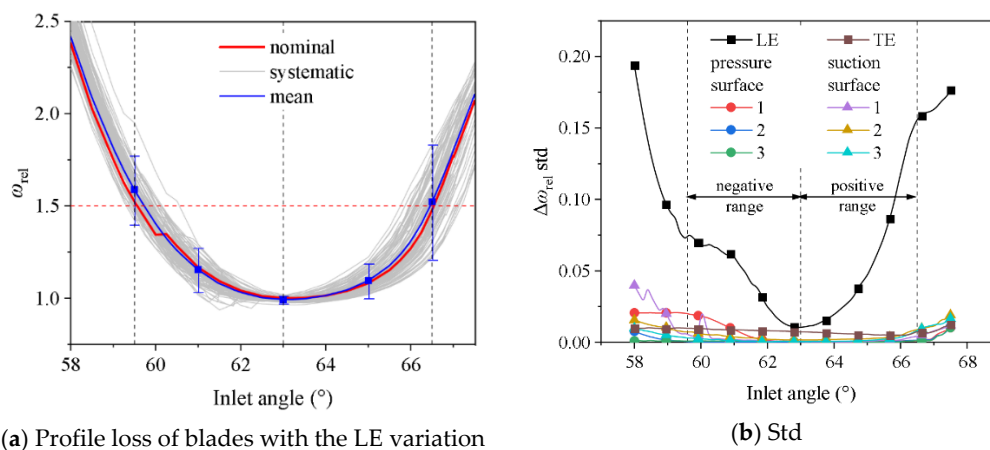 2.5
2.0
1.5
1.0
ω_rel
nominal
systematic
mean
58 60 62 64 66
Inlet angle (°)
(a) Profile loss of blades with the LE variation
0.20
0.15
0.10
0.05
0.00
Δω_rel std
LE TE
pressure suction
surface surface
1 1
2 2
3 3
negative positive
range range
58 60 62 64 66 68
Inlet angle (°)
(b) Std